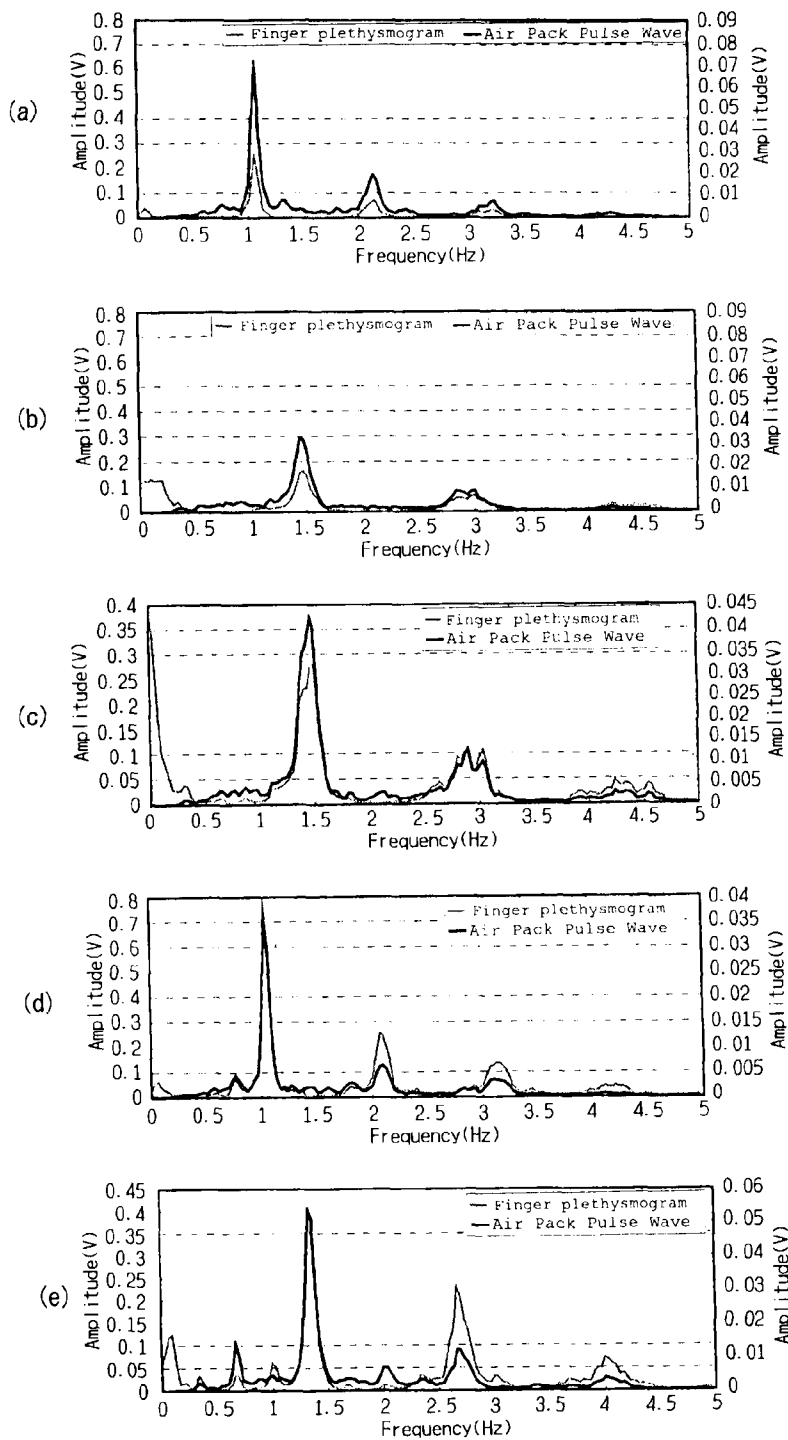 (a)
Amplitude(V)
0.8
0.7
0.6
0.5
0.4
0.3
0.2
0.1
0
Finger plethysmogram Air Pack Pulse Wave
0.09
0.08
0.07
0.06
0.05
0.04
0.03
0.02
0.01
0
Amplitude(V)
0 0.5 1 1.5 2 2.5 3 3.5 4 4.5 5
Frequency(Hz)
(b)
Amplitude(V)
0.8
0.7
0.6
0.5
0.4
0.3
0.2
0.1
0
Finger plethysmogram Air Pack Pulse Wave
0.09
0.08
0.07
0.06
0.05
0.04
0.03
0.02
0.01
0
Amplitude(V)
0 0.5 1 1.5 2 2.5 3 3.5 4 4.5 5
Frequency(Hz)
(c)
Amplitude(V)
0.4
0.35
0.3
0.25
0.2
0.15
0.1
0.05
0
Finger plethysmogram
Air Pack Pulse Wave
0.045
0.04
0.035
0.03
0.025
0.02
0.015
0.01
0.005
0
Amplitude(V)
0 0.5 1 1.5 2 2.5 3 3.5 4 4.5 5
Frequency(Hz)
(d)
Amplitude(V)
0.8
0.7
0.6
0.5
0.4
0.3
0.2
0.1
0
Finger plethysmogram
Air Pack Pulse Wave
0.04
0.035
0.03
0.025
0.02
0.015
0.01
0.005
0
Amplitude(V)
0 0.5 1 1.5 2 2.5 3 3.5 4 4.5 5
Frequency(Hz)
(e)
Amplitude(V)
0.45
0.4
0.35
0.3
0.25
0.2
0.15
0.1
0.05
0
Finger plethysmogram
Air Pack Pulse Wave
0.06
0.05
0.04
0.03
0.02
0.01
0
Amplitude(V)
0 0.5 1 1.5 2 2.5 3 3.5 4 4.5 5
Frequency(Hz)